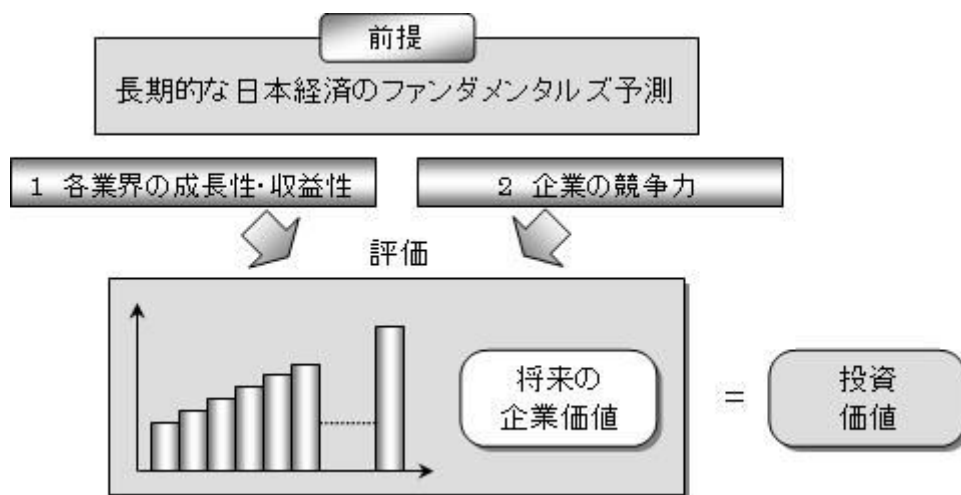 前提
長期的な日本経済のファンダメンタルズ予測
1 各業界の成長性・収益性
2 企業の競争力
評価
将来の
企業価値
=
投資
価値